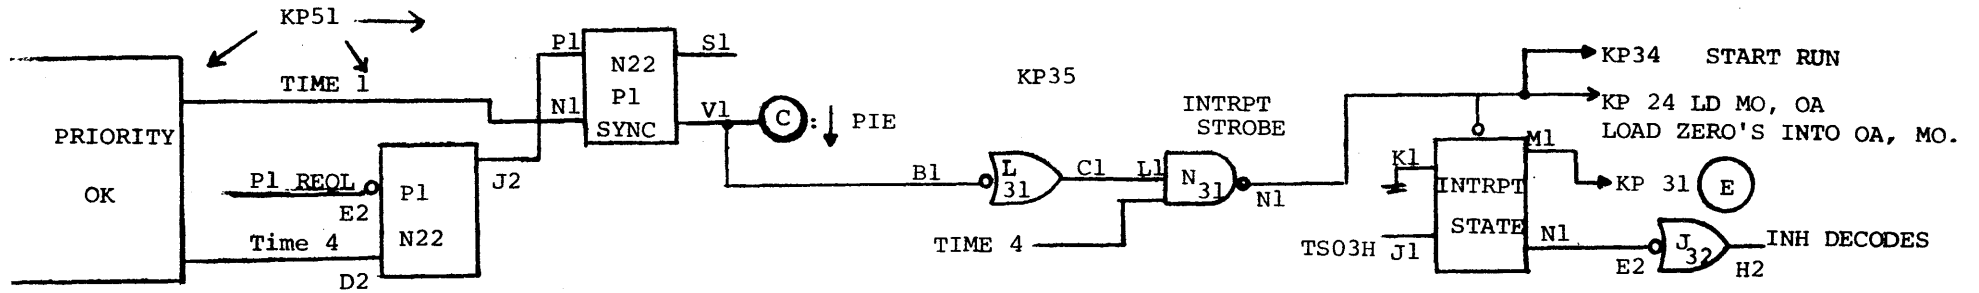 KP51
PRIORITY
OK
TIME 1
P1 REQL
E2
Time 4
D2
P1
N22
J2
P1
N1
N22
P1
SYNC
S1
V1
C : ↓ PIE
KP35
B1
L
31
C1
L1
INTRPT
STROBE
N
31
N1
TIME 4
KP34 START RUN
KP 24 LD MO, OA
LOAD ZERO'S INTO OA, MO.
K1
M1
INTRPT
STATE
KP 31 E
TS03H J1
N1
E2
J
32
H2
INH DECODES